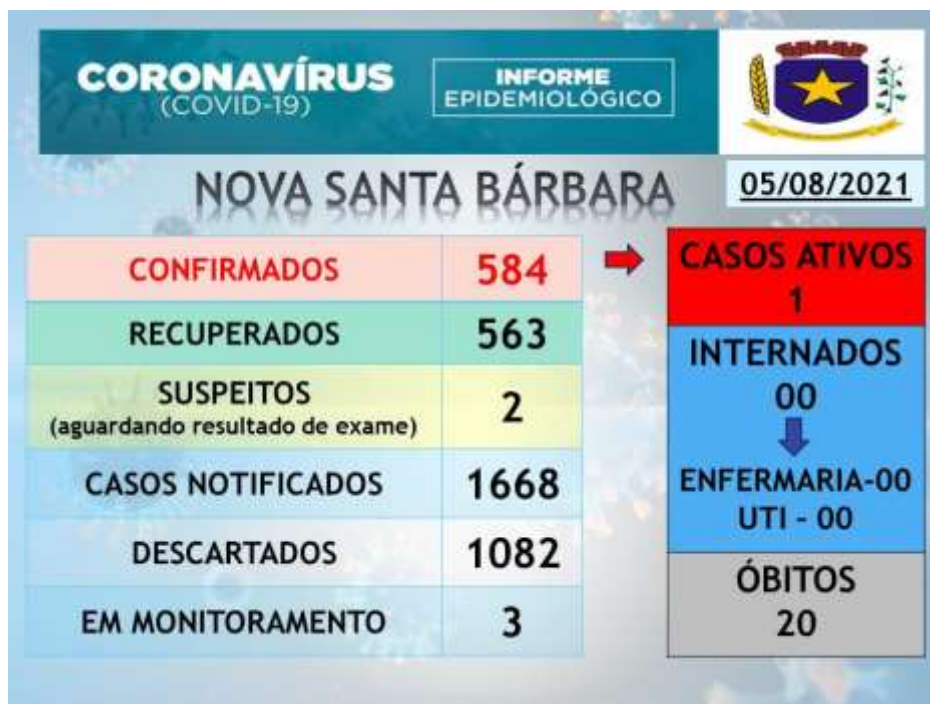 CORONAVÍRUS
(COVID-19)
INFORME
EPIDEMIOLÓGICO
NOVA SANTA BÁRBARA
05/08/2021
CONFIRMADOS 584
RECUPERADOS 563
SUSPEITOS
(aguardando resultado de exame) 2
CASOS NOTIFICADOS 1668
DESCARTADOS 1082
EM MONITORAMENTO 3
CASOS ATIVOS
1
INTERNADOS
00
ENFERMARIA-00
UTI - 00
ÓBITOS
20